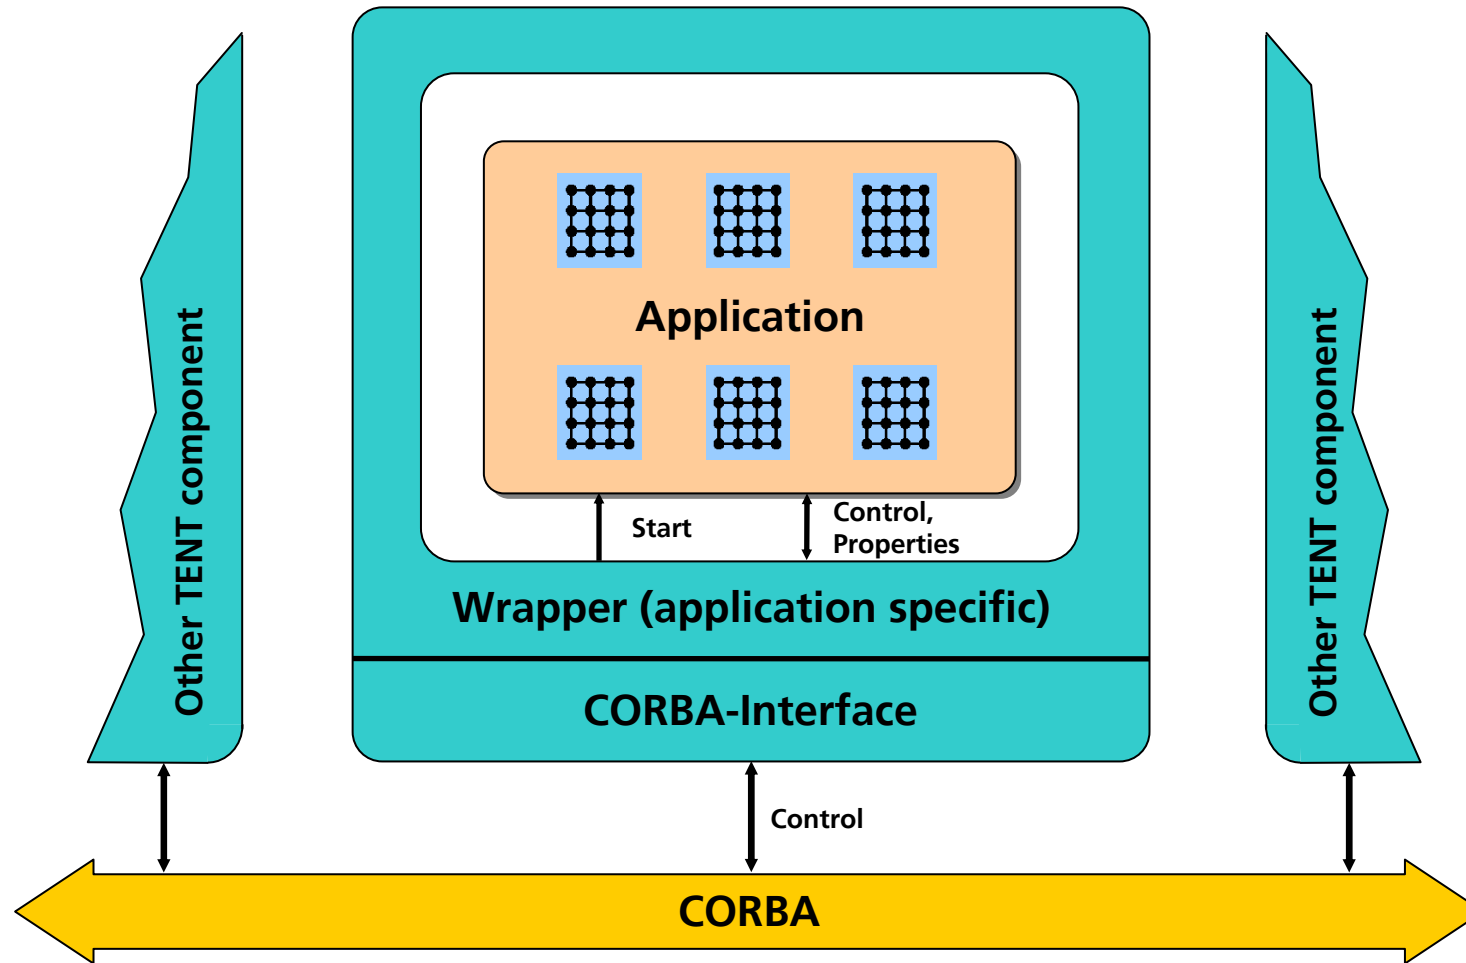 Application
Start
Control,
Properties
Wrapper (application specific)
CORBA-Interface
Other TENT component
Other TENT component
Control
CORBA